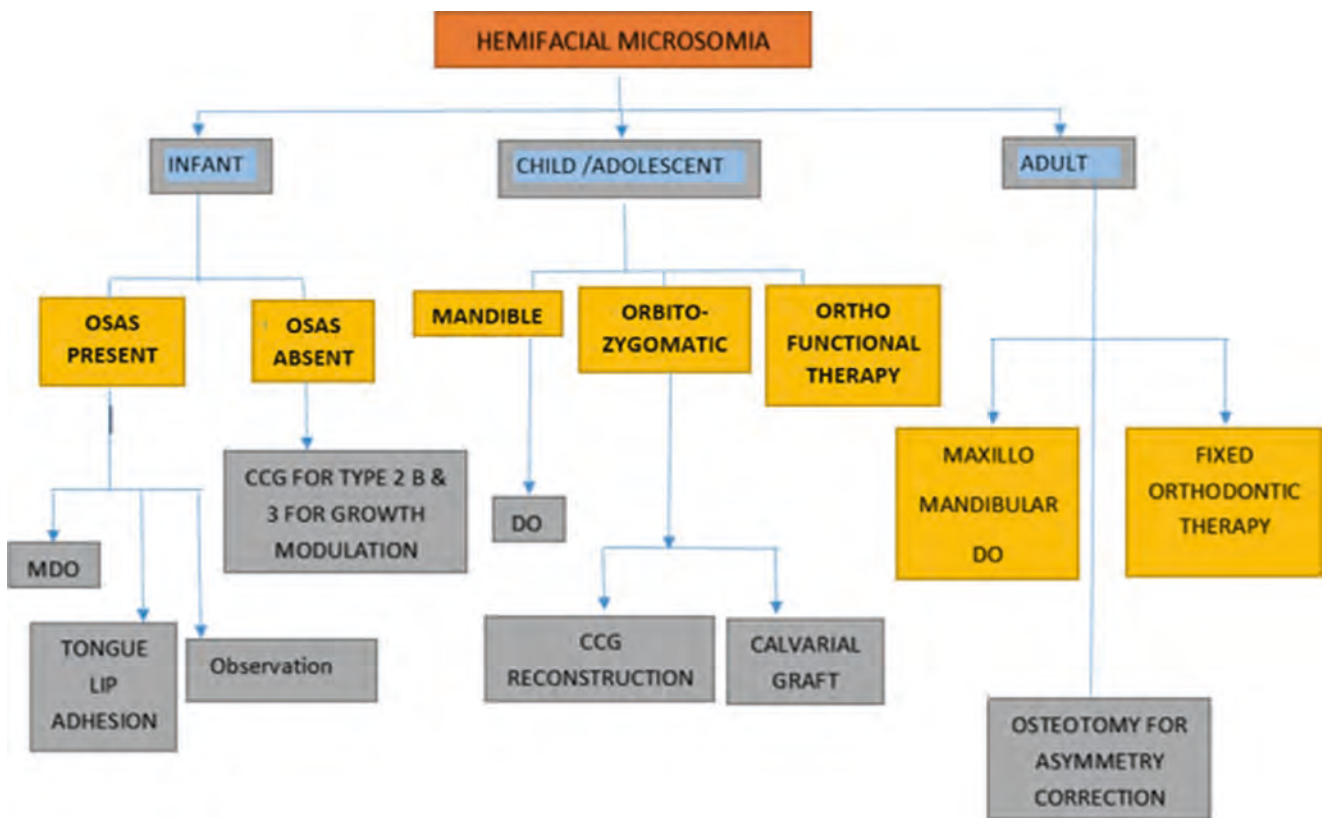 HEMIFACIAL MICROSOMIA
INFANT
CHILD /ADOLESCENT
ADULT
OSAS
PRESENT
OSAS
ABSENT
MANDIBLE
ORBITO-
ZYGOMATIC
ORTHO
FUNCTIONAL
THERAPY
MAXILLO
MANDIBULAR
DO
FIXED
ORTHODONTIC
THERAPY
CCG FOR TYPE 2 B &
3 FOR GROWTH
MODULATION
DO
MDO
TONGUE
LIP
ADHESION
Observation
CCG
RECONSTRUCTION
CALVARIAL
GRAFT
OSTEOTOMY FOR
ASYMMETRY
CORRECTION